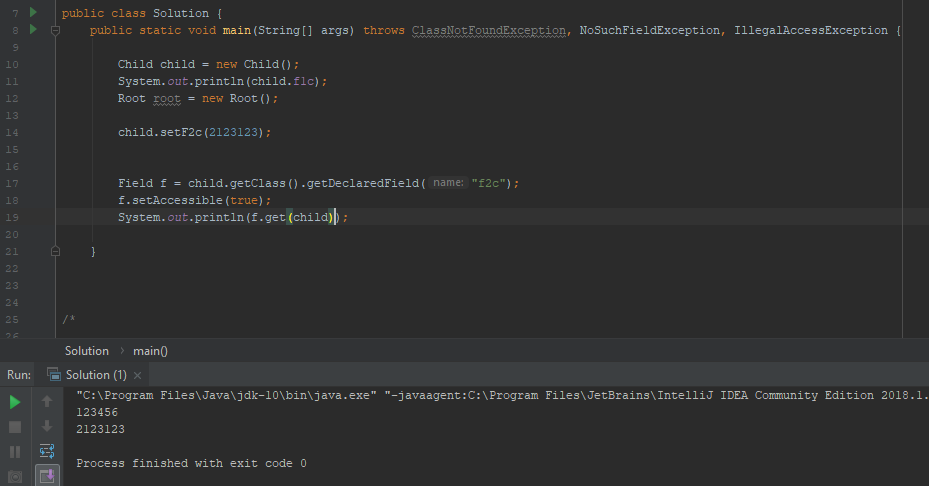 7 public class Solution {
8 public static void main(String[] args) throws ClassNotFoundException, NoSuchFieldException, IllegalAccessException {
9
10 Child child = new Child();
11 System.out.println(child.f1c);
12 Root root = new Root();
13
14 child.setF2c(2123123);
15
16
17 Field f = child.getClass().getDeclaredField( name: "f2c");
18 f.setAccessible(true);
19 System.out.println(f.get(child));
20
21 }
22
23
24
25 /*
26
Solution › main()
Run: Solution (1) ×
"C:\Program Files\Java\jdk-10\bin\java.exe" "-javaagent:C:\Program Files\JetBrains\IntelliJ IDEA Community Edition 2018.1.
123456
2123123
Process finished with exit code 0